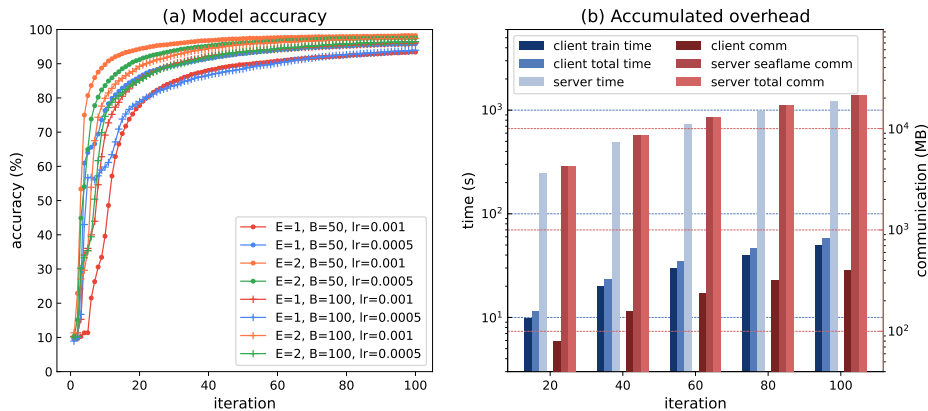 (a) Model accuracy
accuracy (%)
100
90
80
70
60
50
40
30
20
10
0
E=1, B=50, lr=0.001
E=1, B=50, lr=0.0005
E=2, B=50, lr=0.001
E=2, B=50, lr=0.0005
E=1, B=100, lr=0.001
E=1, B=100, lr=0.0005
E=2, B=100, lr=0.001
E=2, B=100, lr=0.0005
0 20 40 60 80 100
iteration
(b) Accumulated overhead
client train time
client total time
server time
client comm
server seaflame comm
server total comm
time (s)
10³
10²
10¹
communication (MB)
10⁴
10³
10²
20 40 60 80 100
iteration